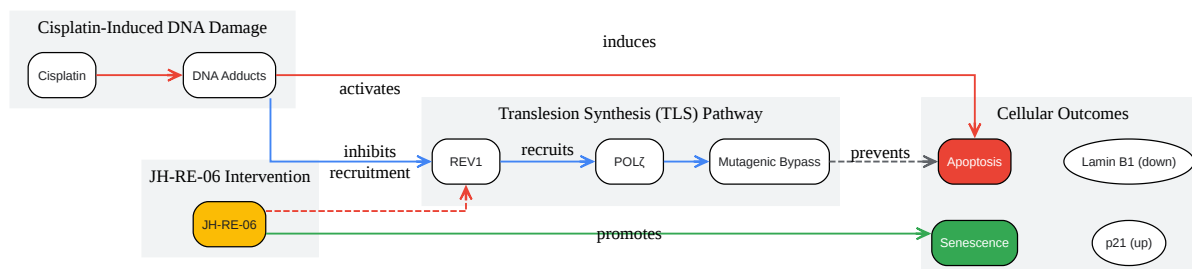 Cisplatin-Induced DNA Damage
induces
Cisplatin
DNA Adducts
activates
Translesion Synthesis (TLS) Pathway
Cellular Outcomes
inhibits
recruitment
REV1
recruits
POLζ
Mutagenic Bypass
prevents
Apoptosis
Lamin B1 (down)
JH-RE-06 Intervention
JH-RE-06
promotes
Senescence
p21 (up)